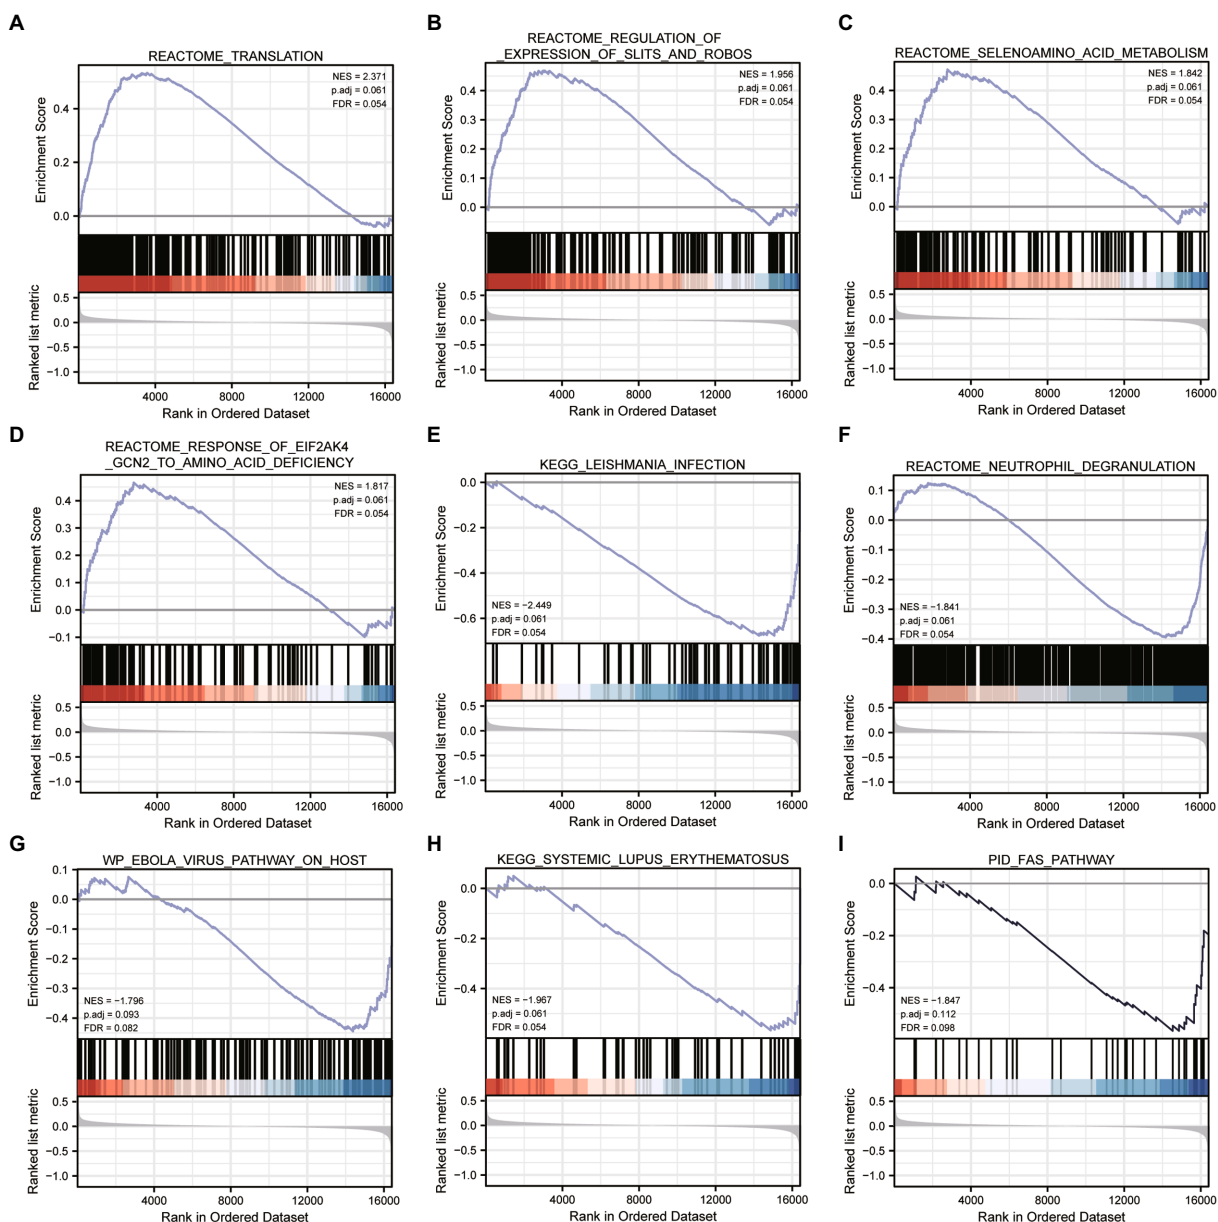 A
REACTOME_TRANSLATION
NES = 2.371
p.adj = 0.061
FDR = 0.054
Enrichment Score
0.4
0.2
0.0
Ranked list metric
0.5
0.0
−0.5
−1.0
4000 8000 12000 16000
Rank in Ordered Dataset
B
REACTOME_REGULATION_OF
_EXPRESSION_OF_SLITS_AND_ROBOS
NES = 1.956
p.adj = 0.061
FDR = 0.054
Enrichment Score
0.4
0.3
0.2
0.1
0.0
Ranked list metric
0.5
0.0
−0.5
−1.0
4000 8000 12000 16000
Rank in Ordered Dataset
C
REACTOME_SELENOAMINO_ACID_METABOLISM
NES = 1.842
p.adj = 0.061
FDR = 0.054
Enrichment Score
0.4
0.3
0.2
0.1
0.0
Ranked list metric
0.5
0.0
−0.5
−1.0
4000 8000 12000 16000
Rank in Ordered Dataset
D
REACTOME_RESPONSE_OF_EIF2AK4
_GCN2_TO_AMINO_ACID_DEFICIENCY
NES = 1.817
p.adj = 0.061
FDR = 0.054
Enrichment Score
0.4
0.3
0.2
0.1
0.0
−0.1
Ranked list metric
0.5
0.0
−0.5
−1.0
4000 8000 12000 16000
Rank in Ordered Dataset
E
KEGG_LEISHMANIA_INFECTION
Enrichment Score
0.0
−0.2
−0.4
−0.6
NES = −2.449
p.adj = 0.061
FDR = 0.054
Ranked list metric
0.5
0.0
−0.5
−1.0
4000 8000 12000 16000
Rank in Ordered Dataset
F
REACTOME_NEUTROPHIL_DEGRANULATION
Enrichment Score
0.1
0.0
−0.1
−0.2
−0.3
−0.4
NES = −1.841
p.adj = 0.061
FDR = 0.054
Ranked list metric
0.5
0.0
−0.5
−1.0
4000 8000 12000 16000
Rank in Ordered Dataset
G
WP_EBOLA_VIRUS_PATHWAY_ON_HOST
Enrichment Score
0.1
0.0
−0.1
−0.2
−0.3
−0.4
NES = −1.796
p.adj = 0.093
FDR = 0.082
Ranked list metric
0.5
0.0
−0.5
−1.0
4000 8000 12000 16000
Rank in Ordered Dataset
H
KEGG_SYSTEMIC_LUPUS_ERYTHEMATOSUS
Enrichment Score
0.0
−0.2
−0.4
NES = −1.967
p.adj = 0.061
FDR = 0.054
Ranked list metric
0.5
0.0
−0.5
−1.0
4000 8000 12000 16000
Rank in Ordered Dataset
I
PID_FAS_PATHWAY
Enrichment Score
0.0
−0.2
−0.4
NES = −1.847
p.adj = 0.112
FDR = 0.098
Ranked list metric
0.5
0.0
−0.5
−1.0
4000 8000 12000 16000
Rank in Ordered Dataset